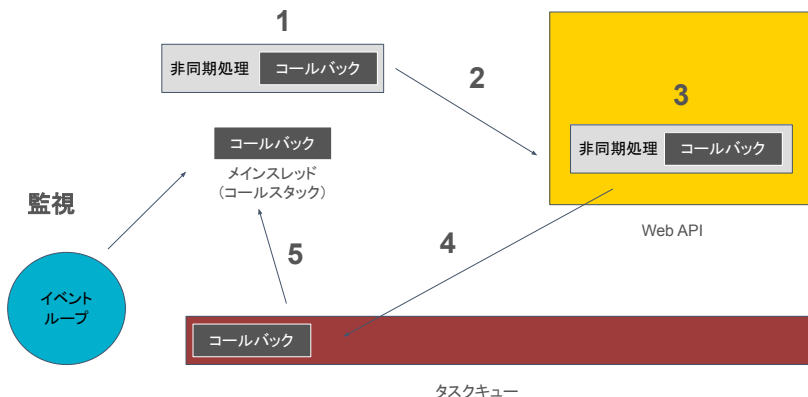 1
非同期処理 コールバック
2
3
コールバック
非同期処理 コールバック
メインスレッド
（コールスタック）
監視
Web API
4
5
イベント
ループ
コールバック
タスクキュー